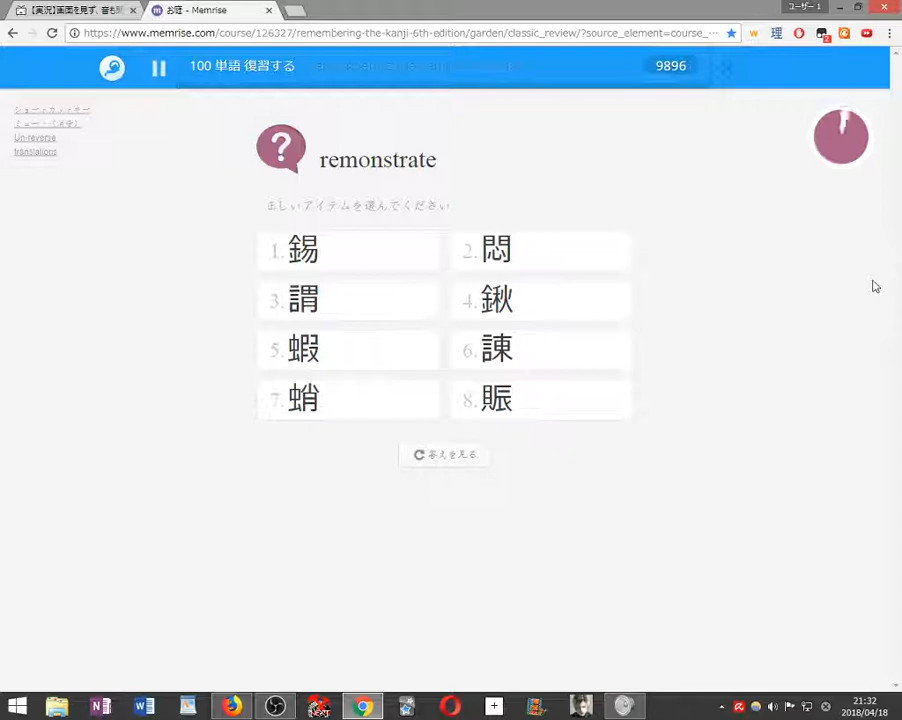 【実況】画面を見ず、音も聞
お庭 - Memrise
ユーザー 1
https://www.memrise.com/course/126327/remembering-the-kanji-6th-edition/garden/classic_review/?source_element=course_...
100 単語 復習する
9896
Un-reverse
translations
remonstrate
正しいアイテムを選んでください
1. 錫
2. 悶
3. 謂
4. 鍬
5. 蝦
6. 諌
7. 蛸
8. 賑
答えを見る
21:32
2018/04/18